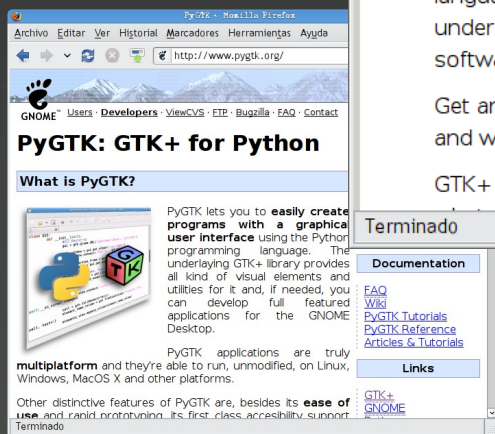 PyGTK - Mozilla Firefox
Archivo Editar Ver Historial Marcadores Herramientas Ayuda
http://www.pygtk.org/
GNOME™ Users · Developers · ViewCVS · FTP · Bugzilla · FAQ · Contact
PyGTK: GTK+ for Python
What is PyGTK?
PyGTK lets you to easily create
programs with a graphical
user interface using the Python
programming language. The
underlaying GTK+ library provides
all kind of visual elements and
utilities for it and, if needed, you
can develop full featured
applications for the GNOME
Desktop.
PyGTK applications are truly
multiplatform and they're able to run, unmodified, on Linux,
Windows, MacOS X and other platforms.
Other distinctive features of PyGTK are, besides its ease of
use and rapid prototyping, its first class accesibility support
Terminado
under
softwa
Get an
and w
GTK+
Terminado
Documentation
FAQ
Wiki
PyGTK Tutorials
PyGTK Reference
Articles & Tutorials
Links
GTK+
GNOME